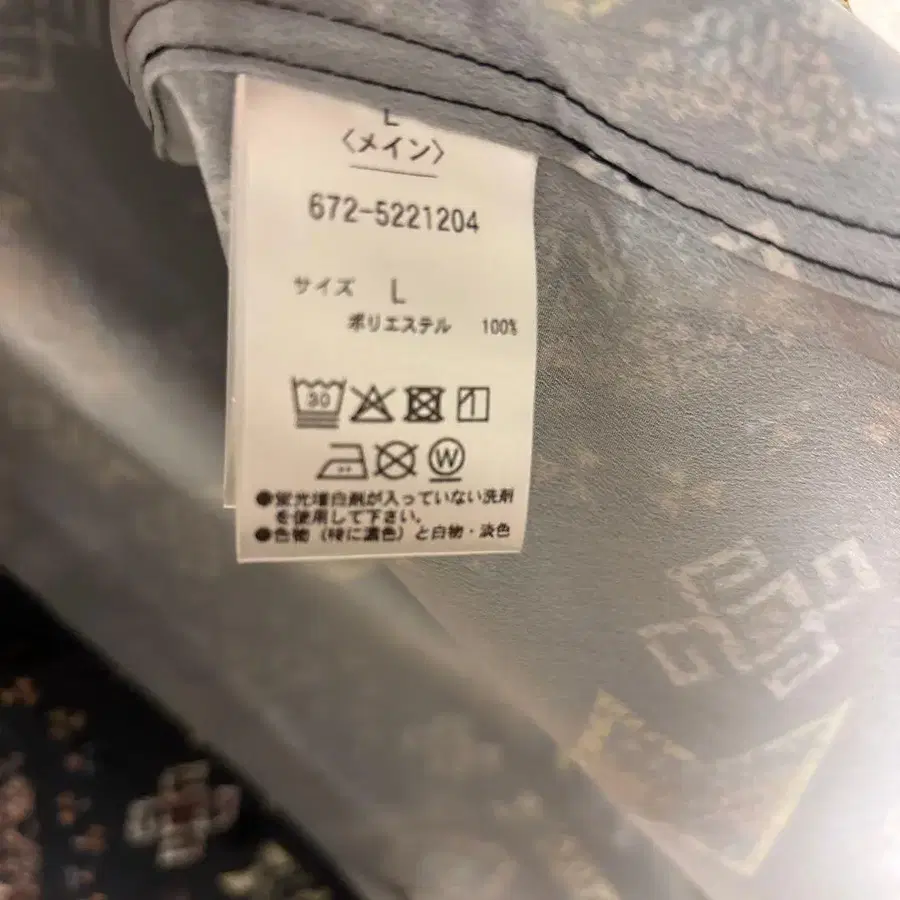 L
〈メイン〉
672-5221204
サイズ L
ポリエステル 100%
30
W
●蛍光増白剤が入っていない洗剤
を使用して下さい。
●色物（特に濃色）と白物・淡色